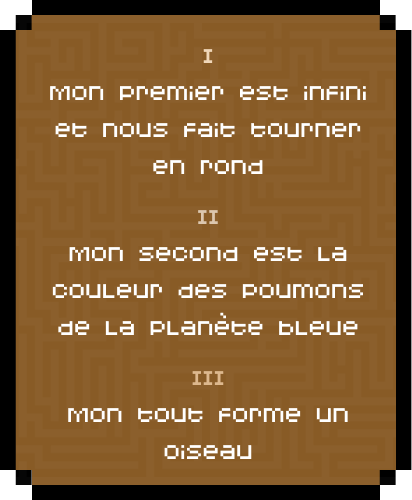 I
mon premier est infini
et nous fait tourner
en rond
II
mon second est la
couleur des poumons
de la planète bleue
III
mon tout forme un
oiseau